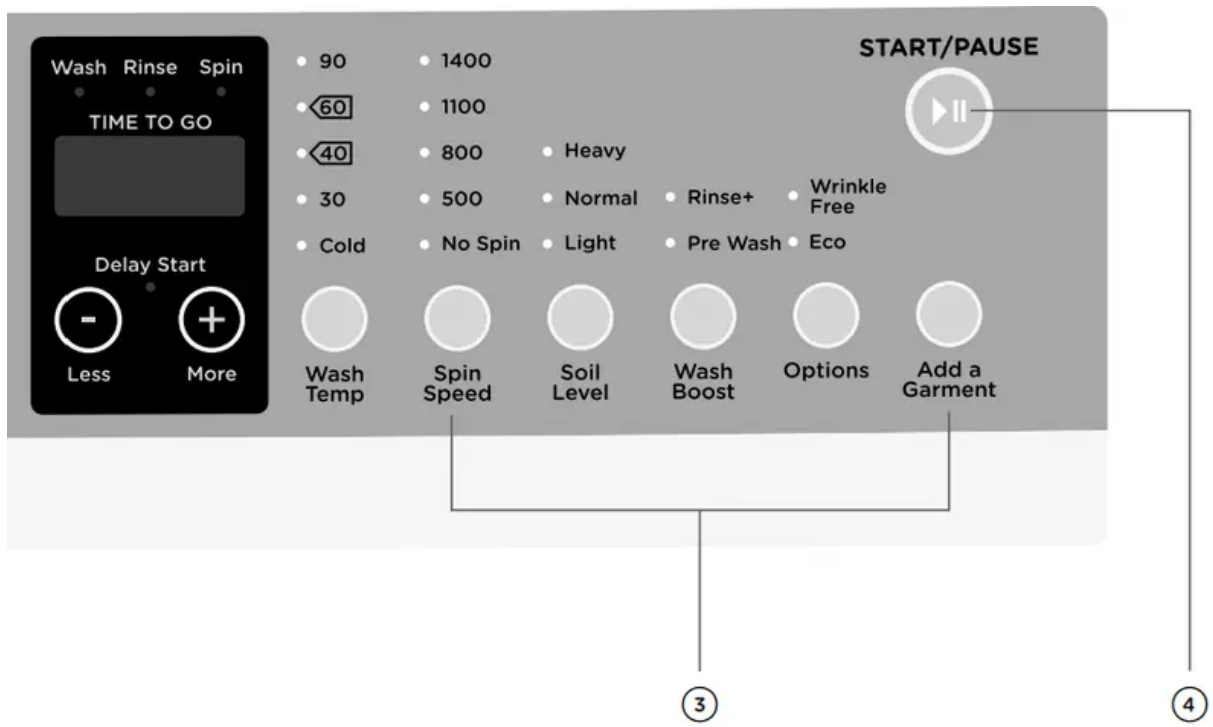 START/PAUSE
Wash Rinse Spin
TIME TO GO
Delay Start
-
+
Less
More
90
60
40
30
Cold
1400
1100
800
500
No Spin
Heavy
Normal
Light
Rinse+
Pre Wash
Wrinkle
Free
Eco
Wash
Temp
Spin
Speed
Soil
Level
Wash
Boost
Options
Add a
Garment
3
4